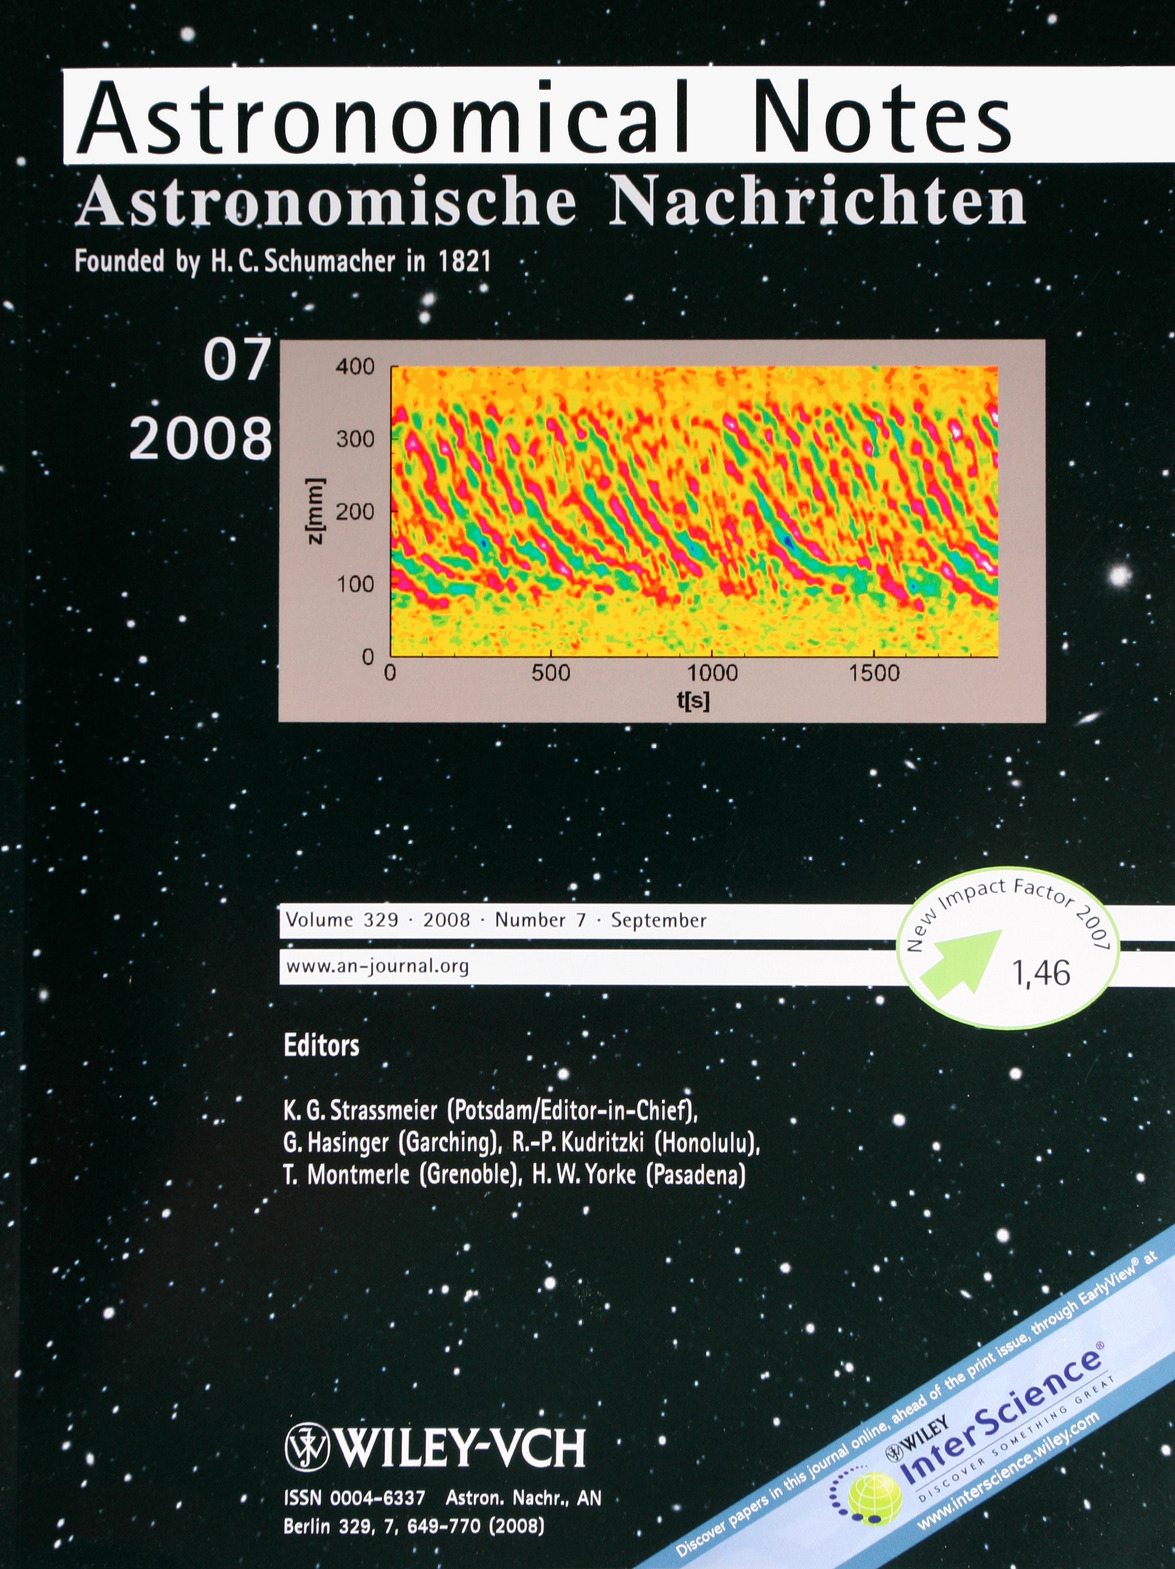 Astronomical Notes
Astronomische Nachrichten
Founded by H. C. Schumacher in 1821
07
2008
400
300
200
100
0
z[mm]
0 500 1000 1500
t[s]
Volume 329 · 2008 · Number 7 · September
www.an-journal.org
New Impact Factor 2007
1,46
Editors
K. G. Strassmeier (Potsdam/Editor-in-Chief),
G. Hasinger (Garching), R.-P. Kudritzki (Honolulu),
T. Montmerle (Grenoble), H. W. Yorke (Pasadena)
WILEY-VCH
ISSN 0004-6337 Astron. Nachr., AN
Berlin 329, 7, 649-770 (2008)
Discover papers in this journal online, ahead of the print issue, through EarlyView® at
WILEY
InterScience®
DISCOVER SOMETHING GREAT
www.interscience.wiley.com